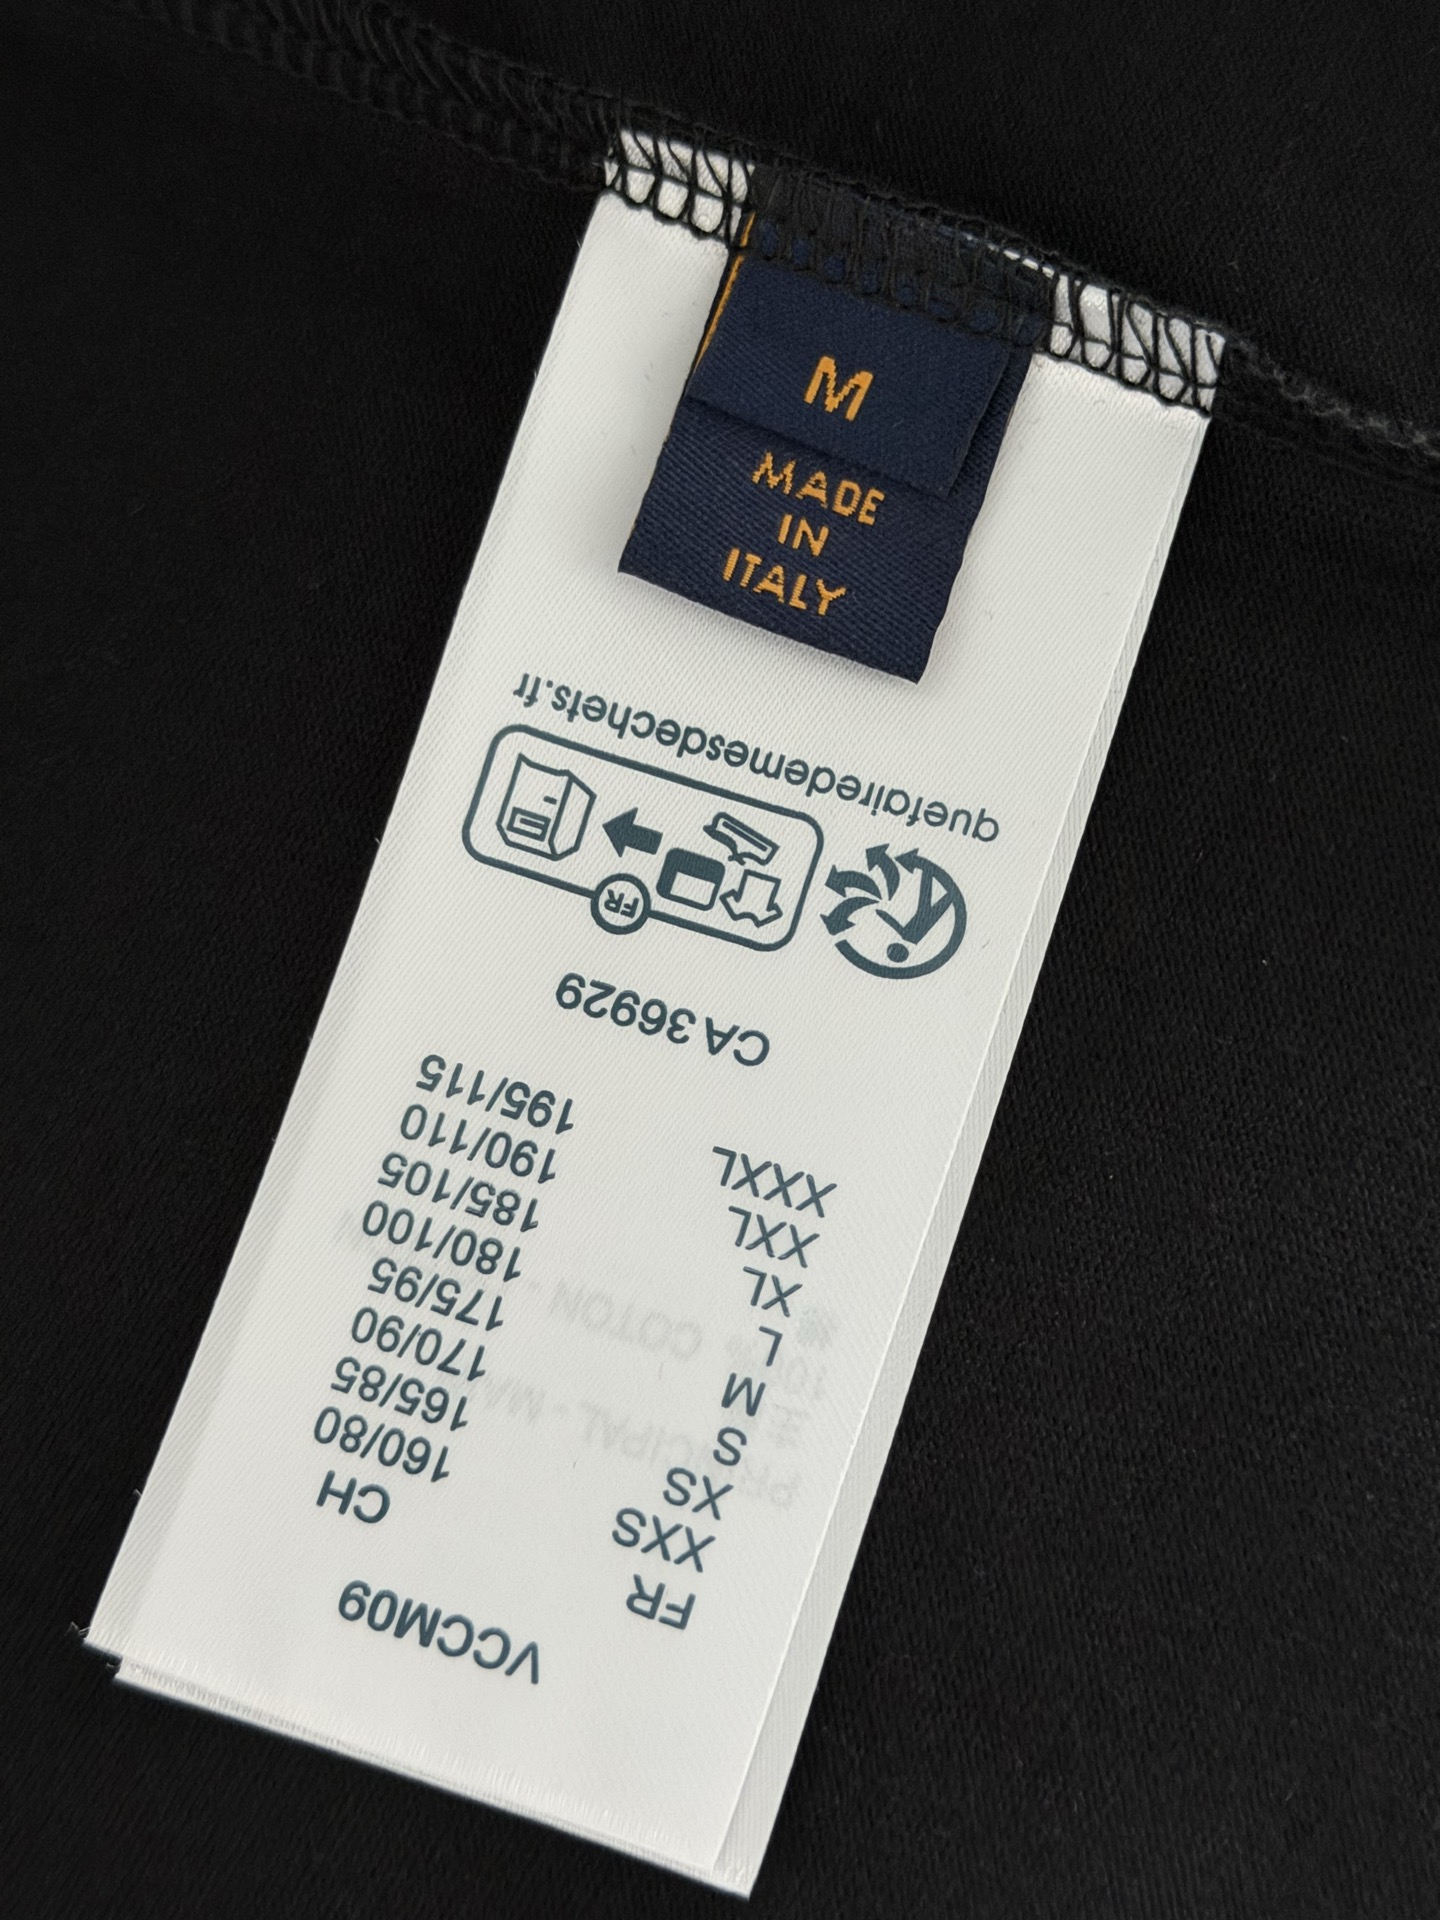 M
MADE
IN
ITALY
VCCM09
FR CH
XXS 160/80
XS 165/85
S 170/90
M 175/95
L 180/100
XL 185/105
XXL 190/110
XXXL 195/115
CA 36929
FR
quefairedemesdechets.fr